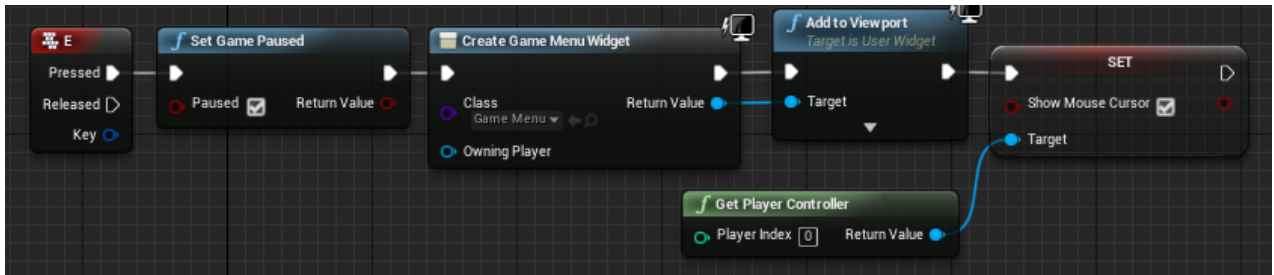 E
Pressed
Released
Key
Set Game Paused
Paused
Return Value
Create Game Menu Widget
Class
Game Menu
Return Value
Owning Player
Add to Viewport
Target is User Widget
Target
SET
Show Mouse Cursor
Target
Get Player Controller
Player Index 0
Return Value